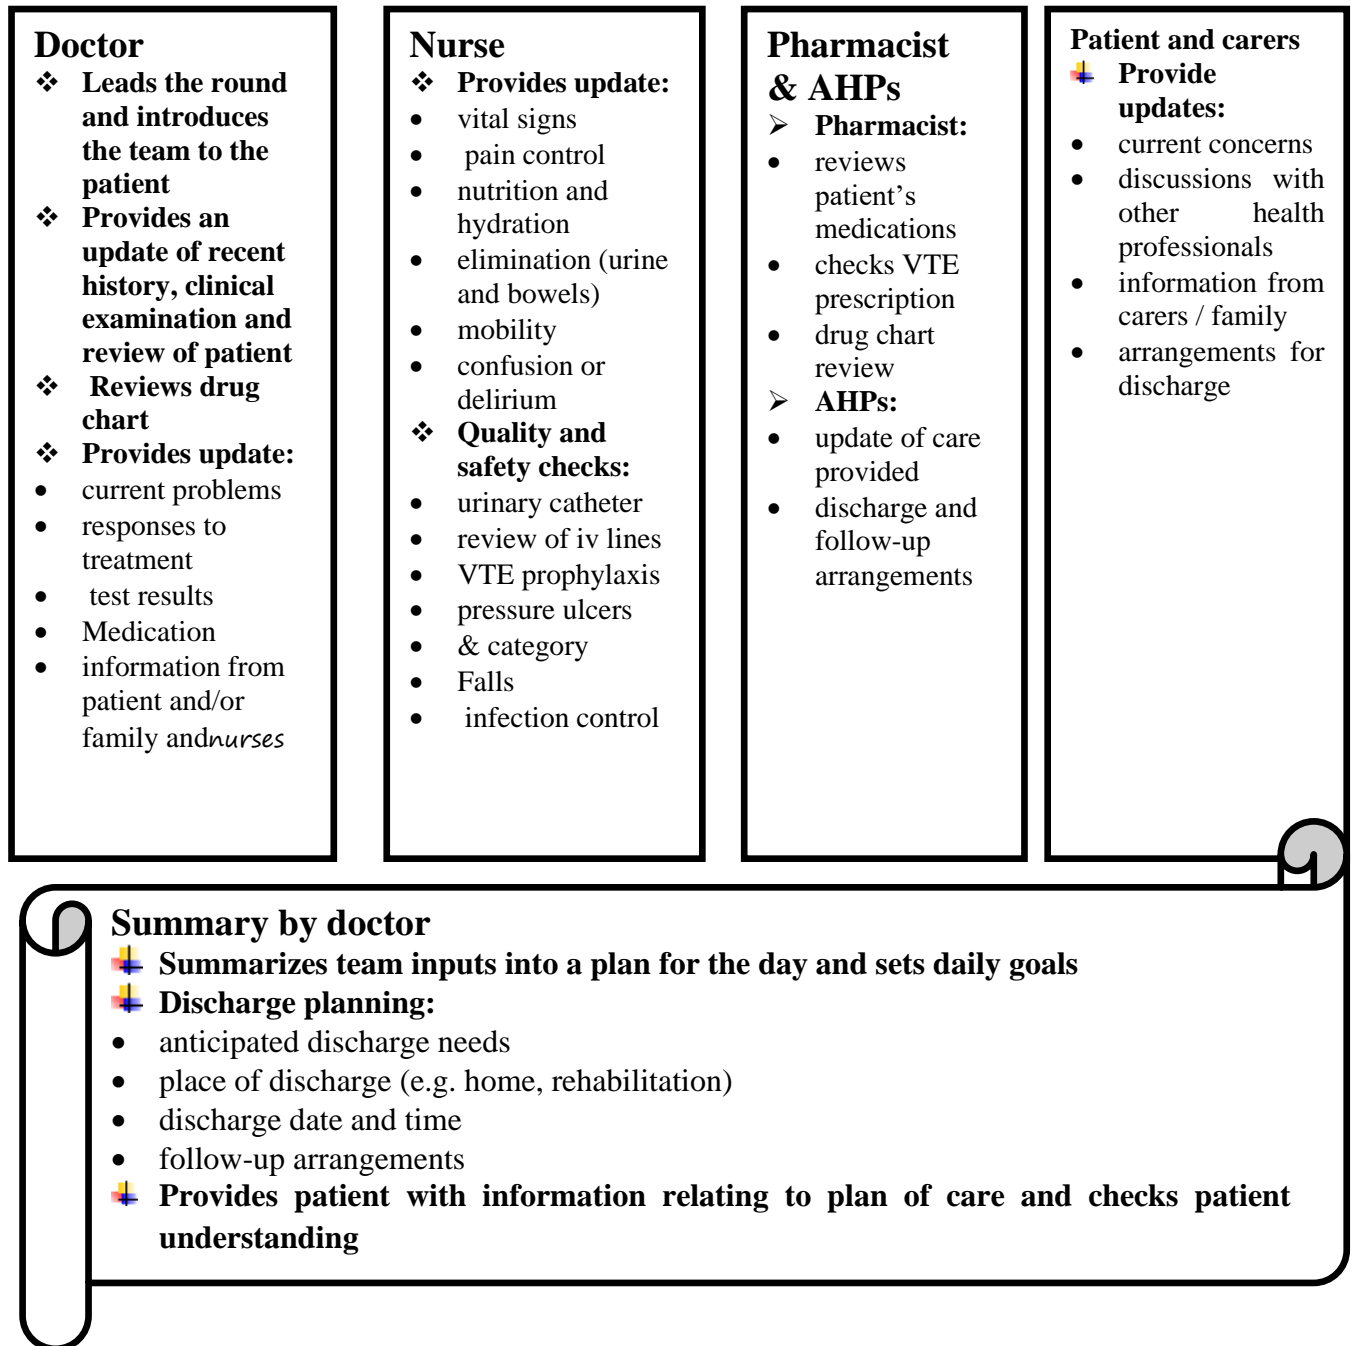 Doctor
❖ Leads the round
and introduces
the team to the
patient
❖ Provides an
update of recent
history, clinical
examination and
review of patient
❖ Reviews drug
chart
❖ Provides update:
• current problems
• responses to
treatment
• test results
• Medication
• information from
patient and/or
family andnurses
Nurse
❖ Provides update:
• vital signs
• pain control
• nutrition and
hydration
• elimination (urine
and bowels)
• mobility
• confusion or
delirium
❖ Quality and
safety checks:
• urinary catheter
• review of iv lines
• VTE prophylaxis
• pressure ulcers
• & category
• Falls
• infection control
Pharmacist
& AHPs
➢ Pharmacist:
• reviews
patient’s
medications
• checks VTE
prescription
• drug chart
review
➢ AHPs:
• update of care
provided
• discharge and
follow-up
arrangements
Patient and carers
Provide
updates:
• current concerns
• discussions with
other health
professionals
• information from
carers / family
• arrangements for
discharge
Summary by doctor
Summarizes team inputs into a plan for the day and sets daily goals
Discharge planning:
• anticipated discharge needs
• place of discharge (e.g. home, rehabilitation)
• discharge date and time
• follow-up arrangements
Provides patient with information relating to plan of care and checks patient
understanding